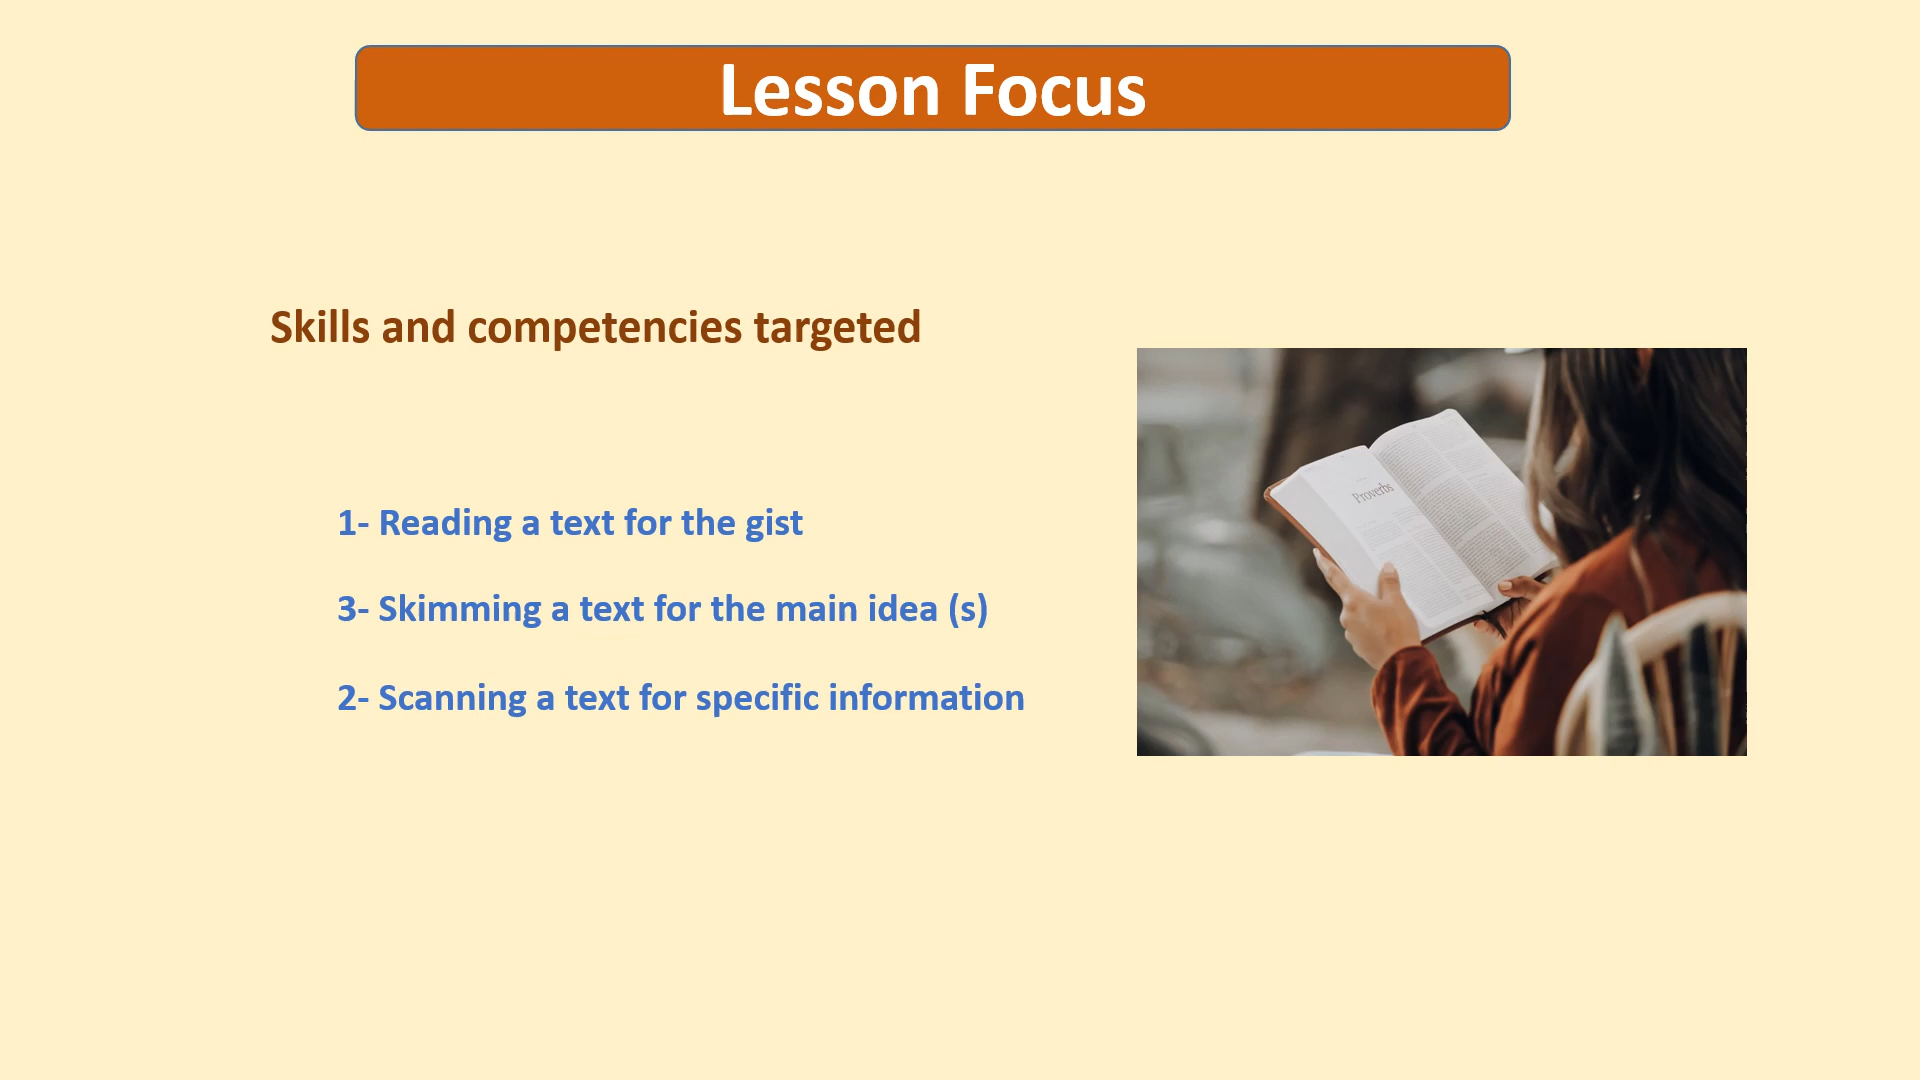 Lesson Focus
Skills and competencies targeted
1- Reading a text for the gist
3- Skimming a text for the main idea (s)
2- Scanning a text for specific information
Proverbs